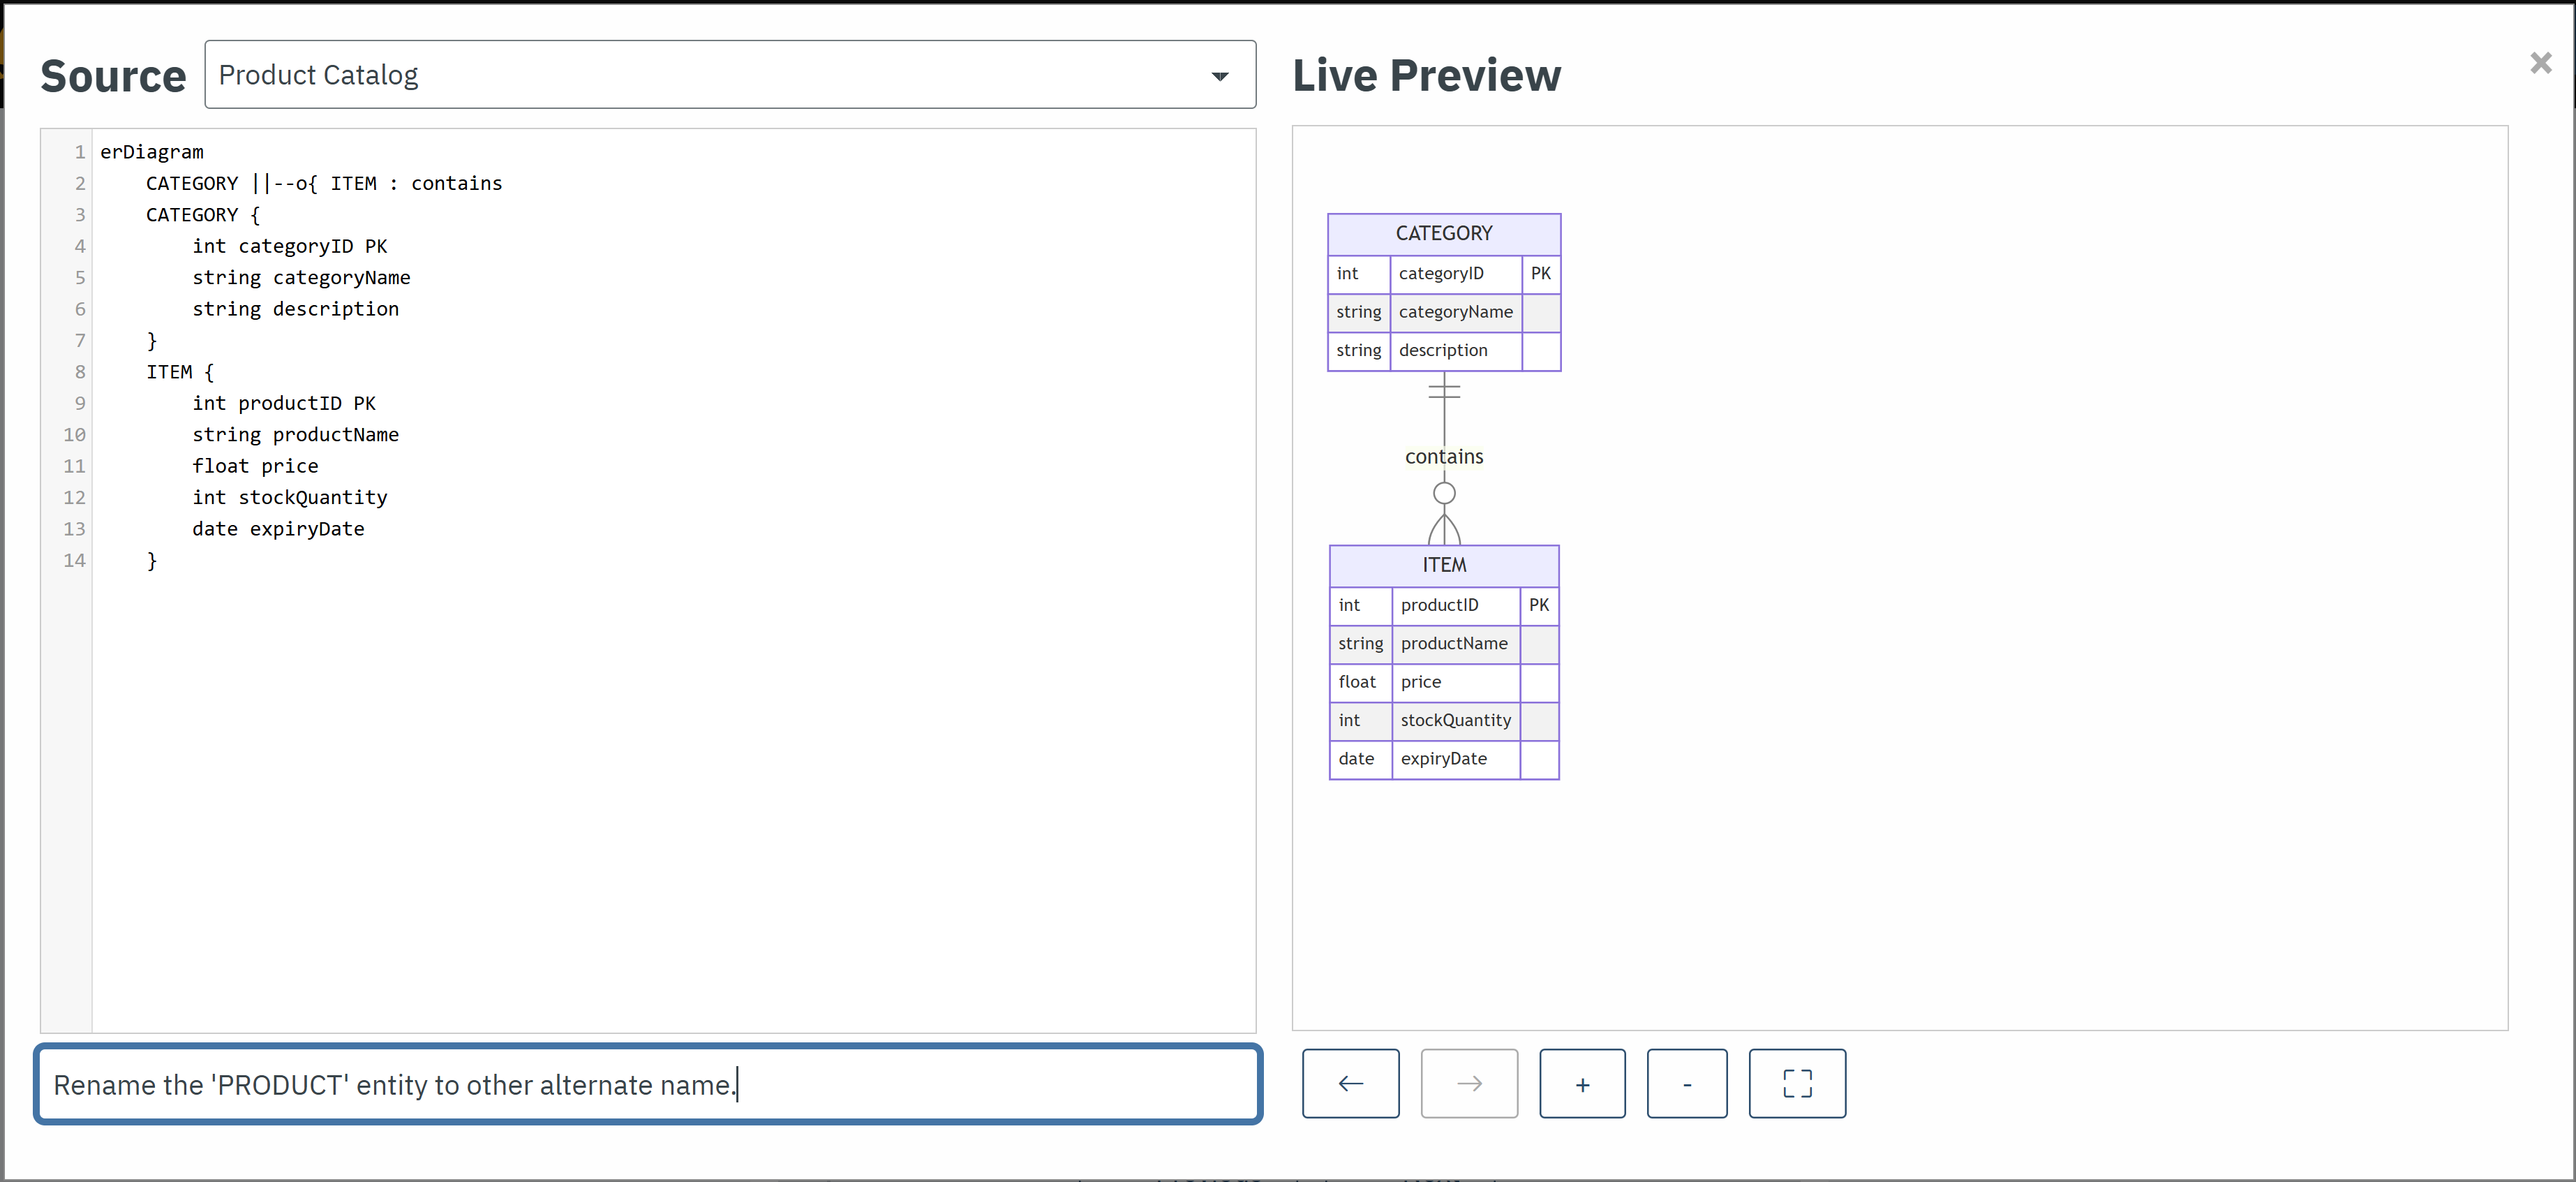 Source Product Catalog
1 erDiagram
2 CATEGORY ||--o{ ITEM : contains
3 CATEGORY {
4 int categoryID PK
5 string categoryName
6 string description
7 }
8 ITEM {
9 int productID PK
10 string productName
11 float price
12 int stockQuantity
13 date expiryDate
14 }
Rename the 'PRODUCT' entity to other alternate name.
Live Preview
×
CATEGORY
int categoryID PK
string categoryName
string description
contains
ITEM
int productID PK
string productName
float price
int stockQuantity
date expiryDate
← → + -